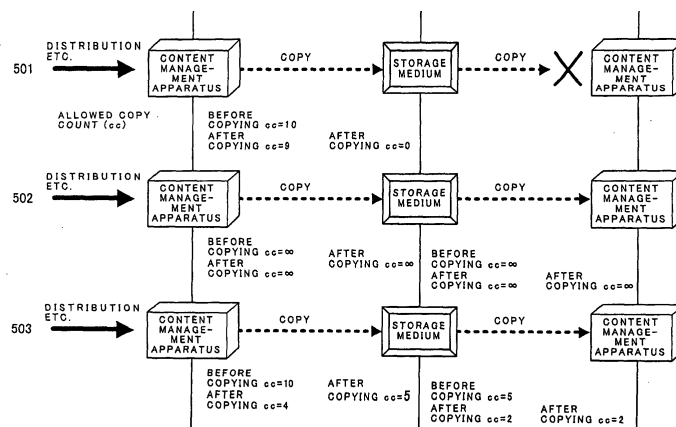 DISTRIBUTION
ETC.
501
CONTENT
MANAGE-
MENT
APPARATUS
COPY
STORAGE
MEDIUM
COPY
CONTENT
MANAGE-
MENT
APPARATUS
ALLOWED COPY
COUNT (cc)
BEFORE
COPYING cc=10
AFTER
COPYING cc=9
AFTER
COPYING cc=0
DISTRIBUTION
ETC.
502
CONTENT
MANAGE-
MENT
APPARATUS
COPY
STORAGE
MEDIUM
COPY
CONTENT
MANAGE-
MENT
APPARATUS
BEFORE
COPYING cc=∞
AFTER
COPYING cc=∞
AFTER
COPYING cc=∞
BEFORE
COPYING cc=∞
AFTER
COPYING cc=∞
AFTER
COPYING cc=∞
DISTRIBUTION
ETC.
503
CONTENT
MANAGE-
MENT
APPARATUS
COPY
STORAGE
MEDIUM
COPY
CONTENT
MANAGE-
MENT
APPARATUS
BEFORE
COPYING cc=10
AFTER
COPYING cc=4
AFTER
COPYING cc=5
BEFORE
COPYING cc=5
AFTER
COPYING cc=2
AFTER
COPYING cc=2